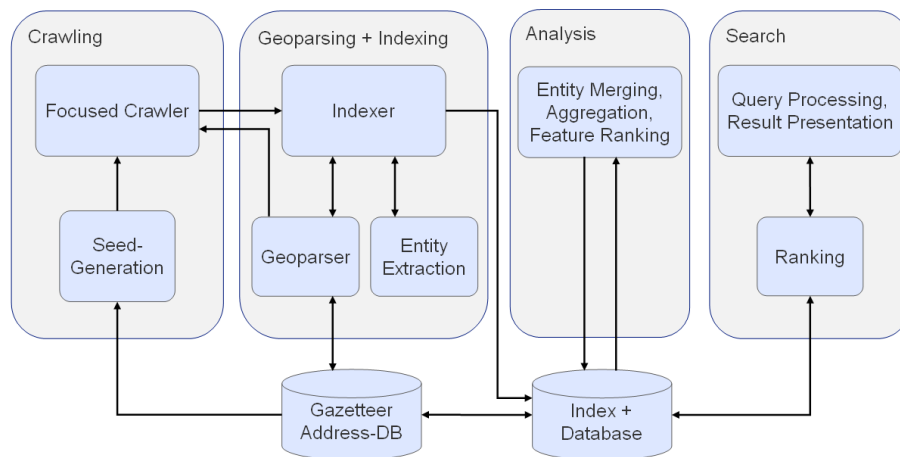 Crawling
Focused Crawler
Seed-
Generation
Geoparsing + Indexing
Indexer
Geoparser
Entity
Extraction
Analysis
Entity Merging,
Aggregation,
Feature Ranking
Search
Query Processing,
Result Presentation
Ranking
Gazetteer
Address-DB
Index +
Database